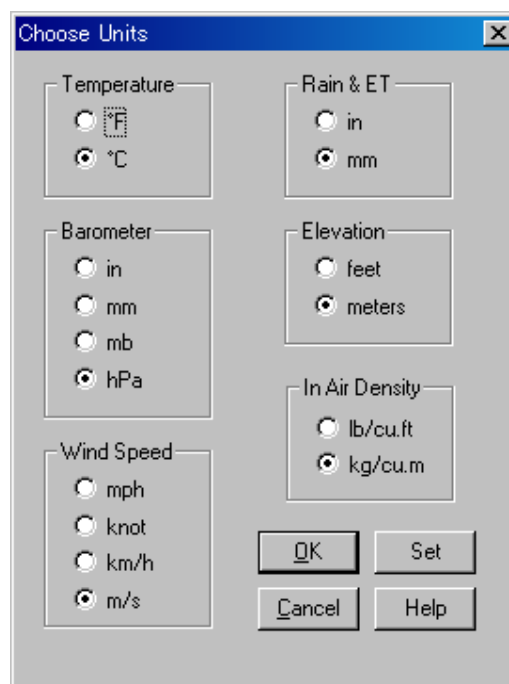 Choose Units
Temperature
°F
°C
Barometer
in
mm
mb
hPa
Wind Speed
mph
knot
km/h
m/s
Rain & ET
in
mm
Elevation
feet
meters
In Air Density
lb/cu.ft
kg/cu.m
OK
Set
Cancel
Help